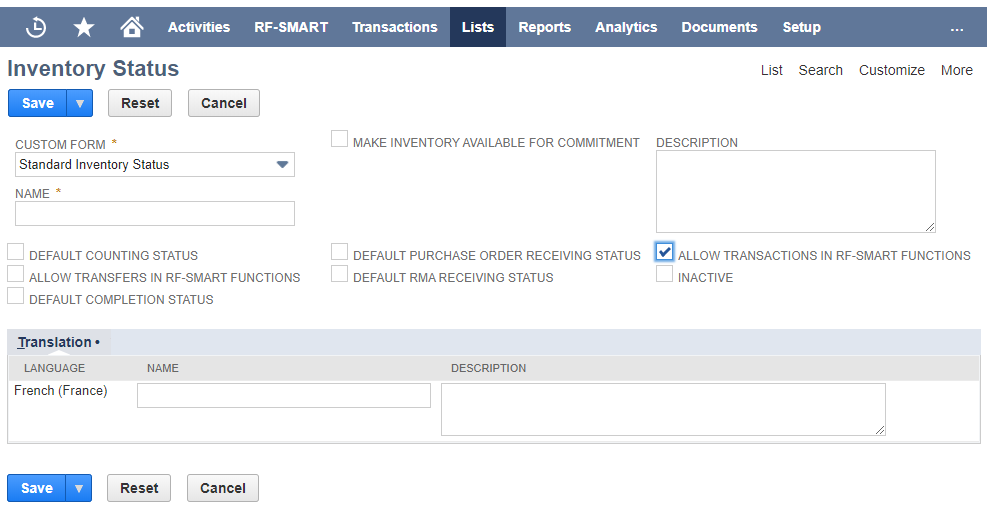 Activities RF-SMART Transactions Lists Reports Analytics Documents Setup ...
Inventory Status
List Search Customize More
Save Reset Cancel
CUSTOM FORM *
Standard Inventory Status
NAME *
MAKE INVENTORY AVAILABLE FOR COMMITMENT
DESCRIPTION
DEFAULT COUNTING STATUS
ALLOW TRANSFERS IN RF-SMART FUNCTIONS
DEFAULT COMPLETION STATUS
DEFAULT PURCHASE ORDER RECEIVING STATUS
DEFAULT RMA RECEIVING STATUS
ALLOW TRANSACTIONS IN RF-SMART FUNCTIONS
INACTIVE
Translation •
LANGUAGE NAME DESCRIPTION
French (France)
Save Reset Cancel